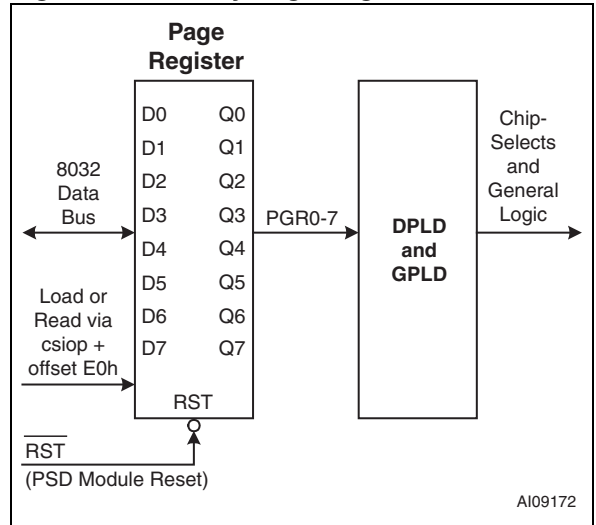 Page
Register
D0 Q0
D1 Q1
D2 Q2
D3 Q3
D4 Q4
D5 Q5
D6 Q6
D7 Q7
RST
8032
Data
Bus
Load or
Read via
csiop +
offset E0h
RST
(PSD Module Reset)
PGR0-7
DPLD
and
GPLD
Chip-
Selects
and
General
Logic
AI09172